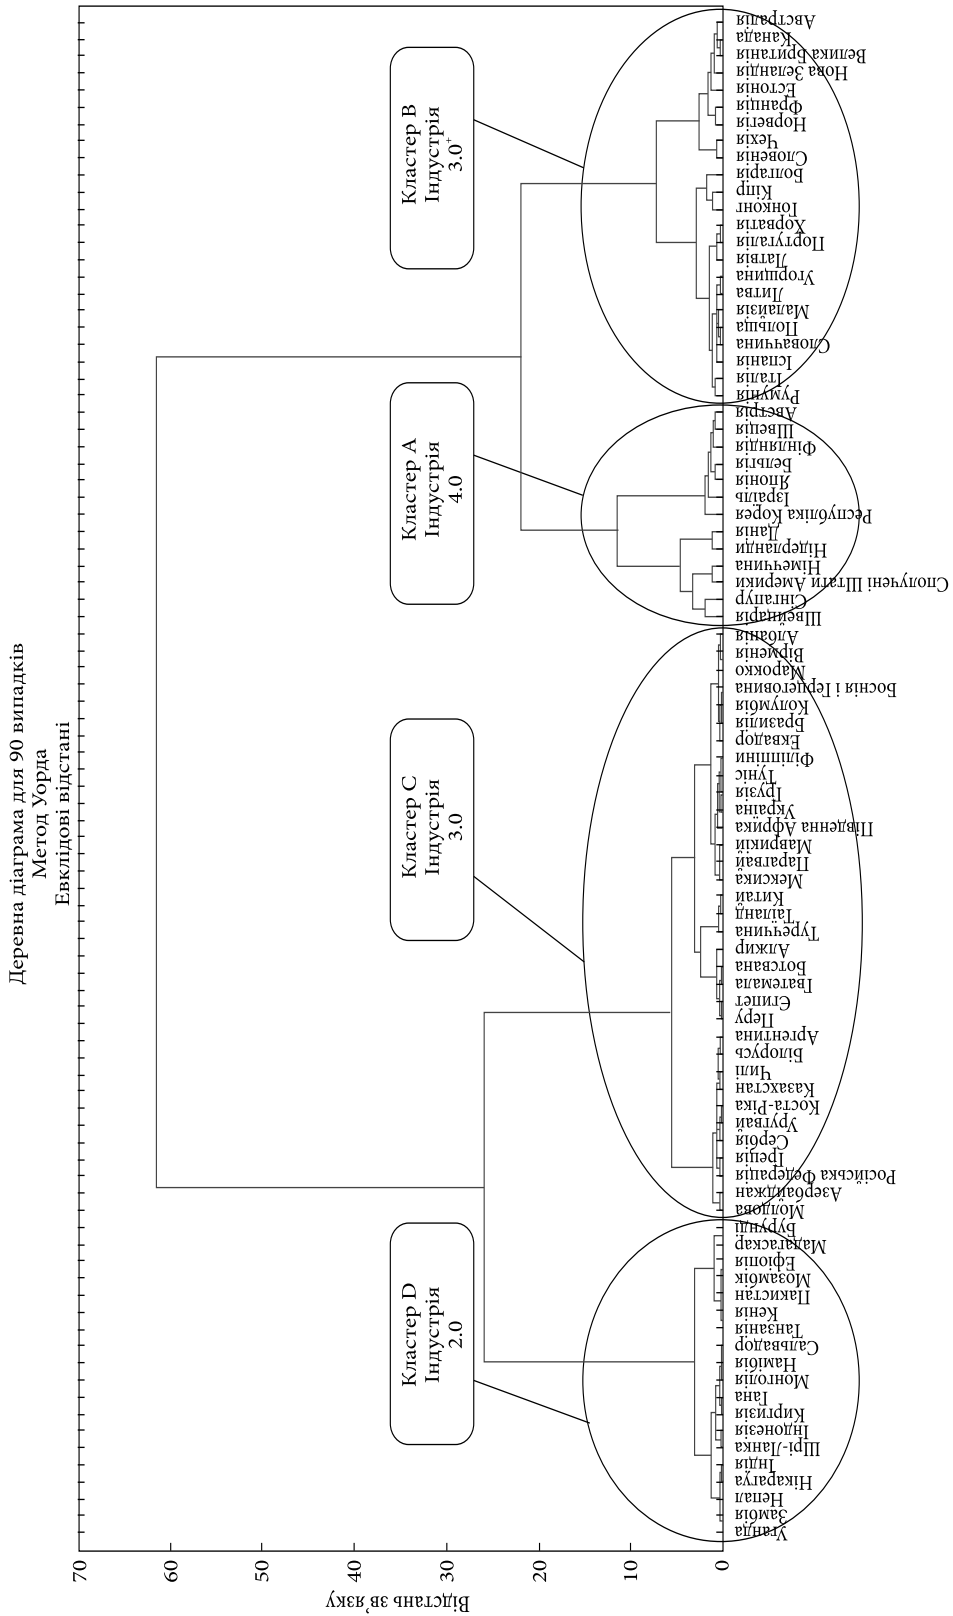 Деревна діаграма для 90 випадків
Метод Уорда
Евклідові відстані
Відстань зв’язку
70
60
50
40
30
20
10
0
Кластер D
Індустрія
2.0
Кластер C
Індустрія
3.0
Кластер A
Індустрія
4.0
Кластер B
Індустрія
3.0+
Уганда
Замбія
Непал
Нікарагуа
Індія
Шрі-Ланка
Індонезія
Киргизія
Гана
Монголія
Намібія
Сальвадор
Танзанія
Кенія
Пакистан
Мозамбік
Ефіопія
Мадагаскар
Бурунді
Молдова
Азербайджан
Російська Федерація
Греція
Сербія
Уругвай
Коста-Ріка
Казахстан
Чилі
Білорусь
Аргентина
Перу
Єгипет
Гватемала
Ботсвана
Алжир
Туреччина
Таїланд
Китай
Мексика
Парагвай
Маврикій
Південна Африка
Україна
Грузія
Туніс
Філіппіни
Еквадор
Бразилія
Колумбія
Боснія і Герцеговина
Марокко
Вірменія
Албанія
Швейцарія
Сінгапур
Сполучені Штати Америки
Німеччина
Нідерланди
Данія
Республіка Корея
Ізраїль
Японія
Бельгія
Фінляндія
Швеція
Австрія
Румунія
Італія
Іспанія
Словаччина
Польща
Малайзія
Литва
Угорщина
Латвія
Португалія
Хорватія
Гонконг
Кіпр
Болгарія
Словенія
Чехія
Норвегія
Франція
Естонія
Нова Зеландія
Велика Британія
Канада
Австралія